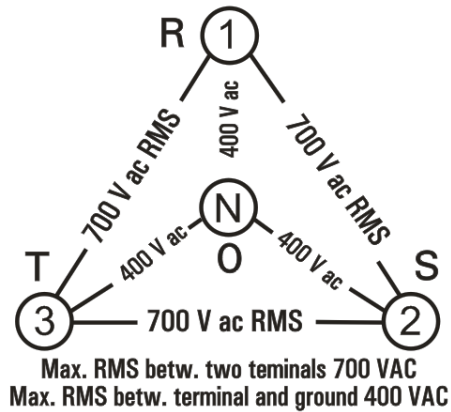 R 1
400 V ac
700 V ac RMS
700 V ac RMS
N
O
400 V ac
400 V ac
T
S
3
700 V ac RMS
2
Max. RMS betw. two teminals 700 VAC
Max. RMS betw. terminal and ground 400 VAC